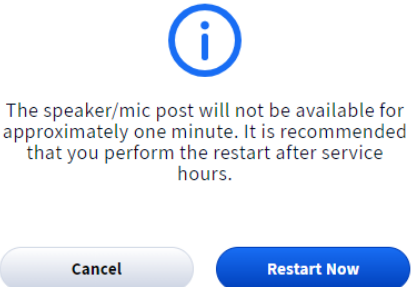 The speaker/mic post will not be available for
approximately one minute. It is recommended
that you perform the restart after service
hours.
Cancel
Restart Now